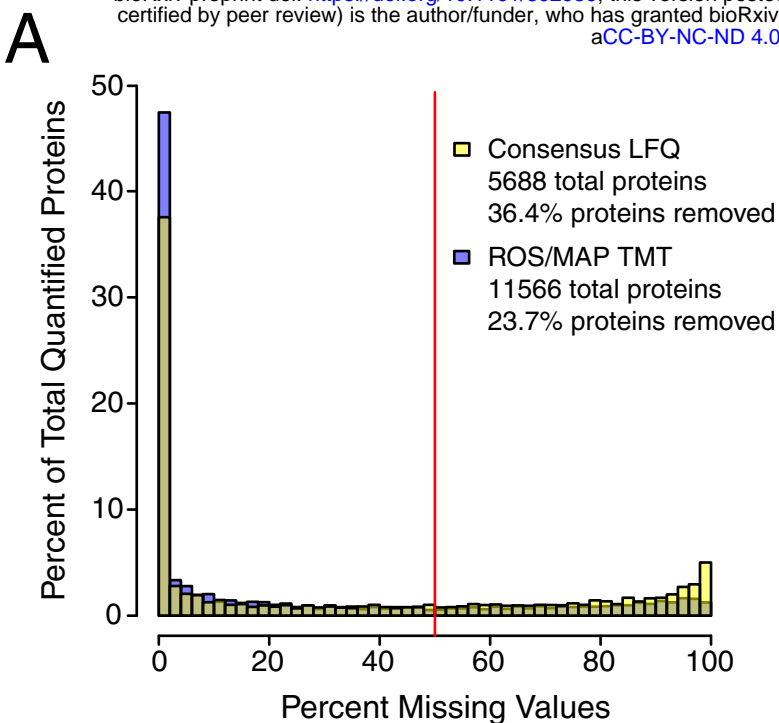 certified by peer review) is the author/funder, who has granted bioRxiv
aCC-BY-NC-ND 4.0
A
Percent of Total Quantified Proteins
50
40
30
20
10
0
Consensus LFQ
5688 total proteins
36.4% proteins removed
ROS/MAP TMT
11566 total proteins
23.7% proteins removed
0 20 40 60 80 100
Percent Missing Values